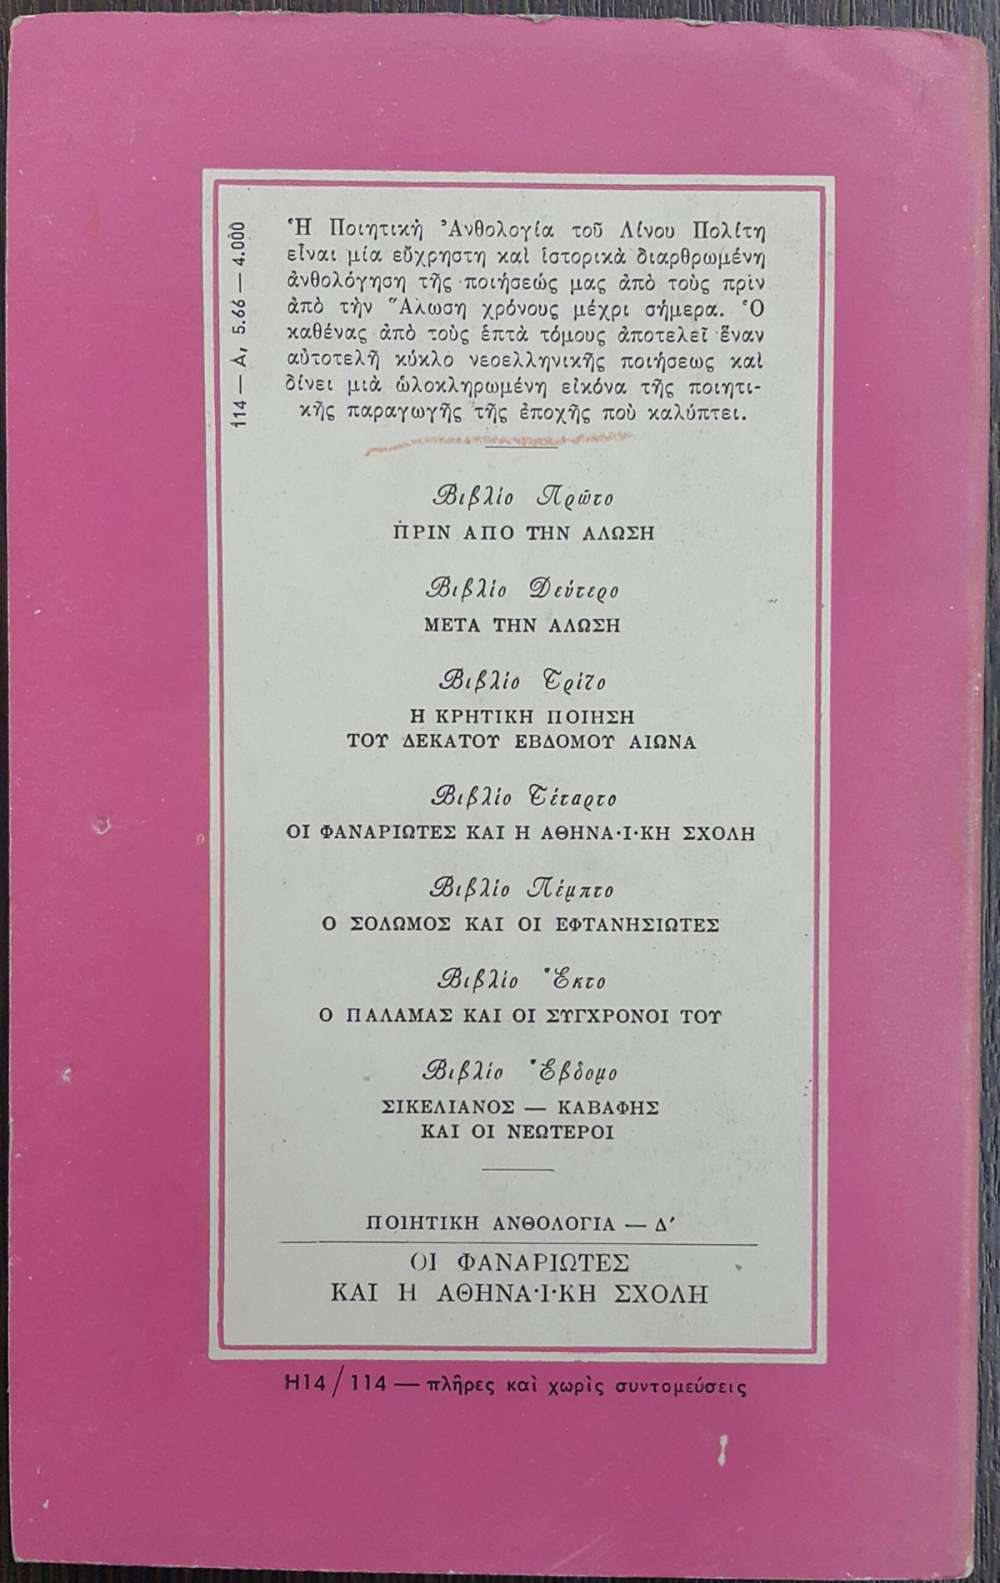 114 — Α, 5.66 — 4.000
Ἡ Ποιητικὴ Ἀνθολογία τοῦ Λίνου Πολίτη
εἶναι μία εὔχρηστη καὶ ἱστορικὰ διαρθρωμένη
ἀνθολόγηση τῆς ποιήσεώς μας ἀπὸ τοὺς πρὶν
ἀπὸ τὴν Ἅλωση χρόνους μέχρι σήμερα. Ὁ
καθένας ἀπὸ τοὺς ἑπτὰ τόμους ἀποτελεῖ ἕναν
αὐτοτελῆ κύκλο νεοελληνικῆς ποιήσεως καὶ
δίνει μιὰ ὡλοκληρωμένη εἰκόνα τῆς ποιητι-
κῆς παραγωγῆς τῆς ἐποχῆς ποὺ καλύπτει.
Βιβλίο Πρῶτο
ΠΡΙΝ ΑΠΟ ΤΗΝ ΑΛΩΣΗ
Βιβλίο Δεύτερο
ΜΕΤΑ ΤΗΝ ΑΛΩΣΗ
Βιβλίο Τρίτο
Η ΚΡΗΤΙΚΗ ΠΟΙΗΣΗ
ΤΟΥ ΔΕΚΑΤΟΥ ΕΒΔΟΜΟΥ ΑΙΩΝΑ
Βιβλίο Τέταρτο
ΟΙ ΦΑΝΑΡΙΩΤΕΣ ΚΑΙ Η ΑΘΗΝΑ·Ι·ΚΗ ΣΧΟΛΗ
Βιβλίο Πέμπτο
Ο ΣΟΛΩΜΟΣ ΚΑΙ ΟΙ ΕΦΤΑΝΗΣΙΩΤΕΣ
Βιβλίο Ἕκτο
Ο ΠΑΛΑΜΑΣ ΚΑΙ ΟΙ ΣΥΓΧΡΟΝΟΙ ΤΟΥ
Βιβλίο Ἕβδομο
ΣΙΚΕΛΙΑΝΟΣ — ΚΑΒΑΦΗΣ
ΚΑΙ ΟΙ ΝΕΩΤΕΡΟΙ
ΠΟΙΗΤΙΚΗ ΑΝΘΟΛΟΓΙΑ — Δ΄
ΟΙ ΦΑΝΑΡΙΩΤΕΣ
ΚΑΙ Η ΑΘΗΝΑ·Ι·ΚΗ ΣΧΟΛΗ
Η14/114 — πλῆρες καὶ χωρὶς συντομεύσεις